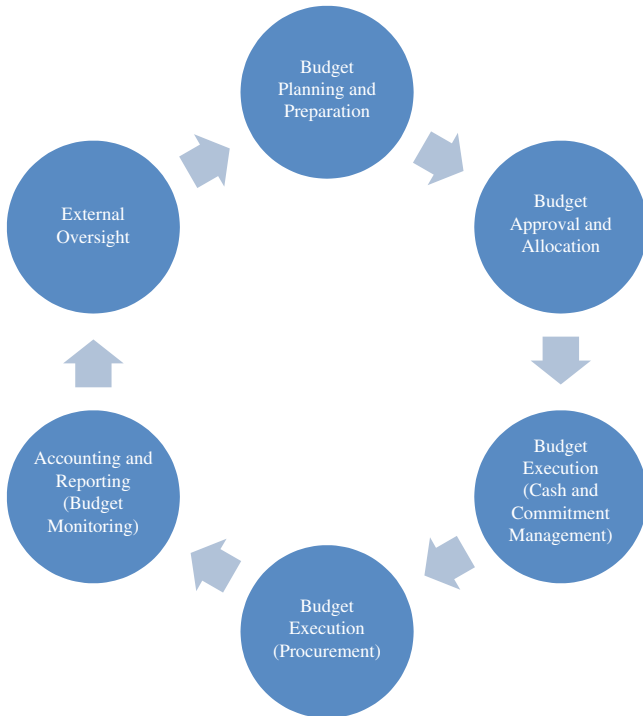 Budget
Planning and
Preparation
Budget
Approval and
Allocation
Budget
Execution
(Cash and
Commitment
Management)
Budget
Execution
(Procurement)
Accounting and
Reporting
(Budget
Monitoring)
External
Oversight